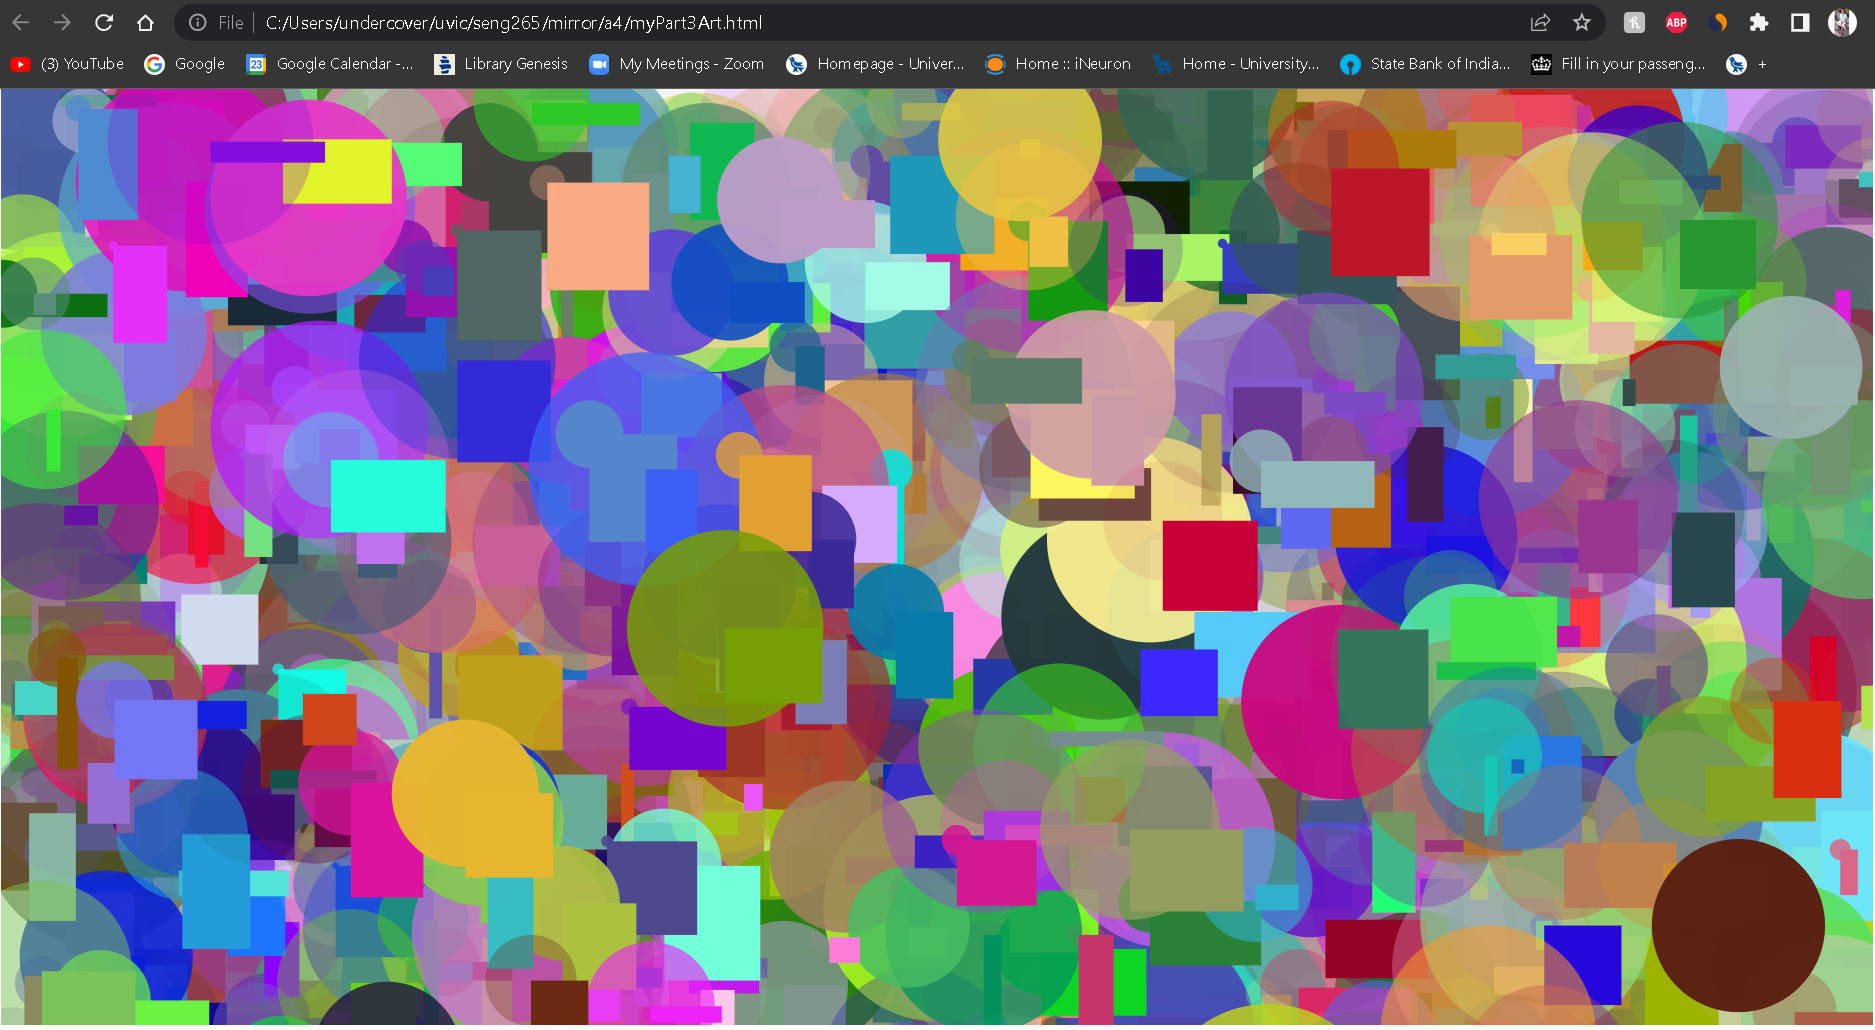 File C:/Users/undercover/uvic/seng265/mirror/a4/myPart3Art.html
ABP
(3) YouTube Google 23 Google Calendar -... Library Genesis My Meetings - Zoom Homepage - Univer... Home :: iNeuron Home - University... State Bank of India... Fill in your passeng... +